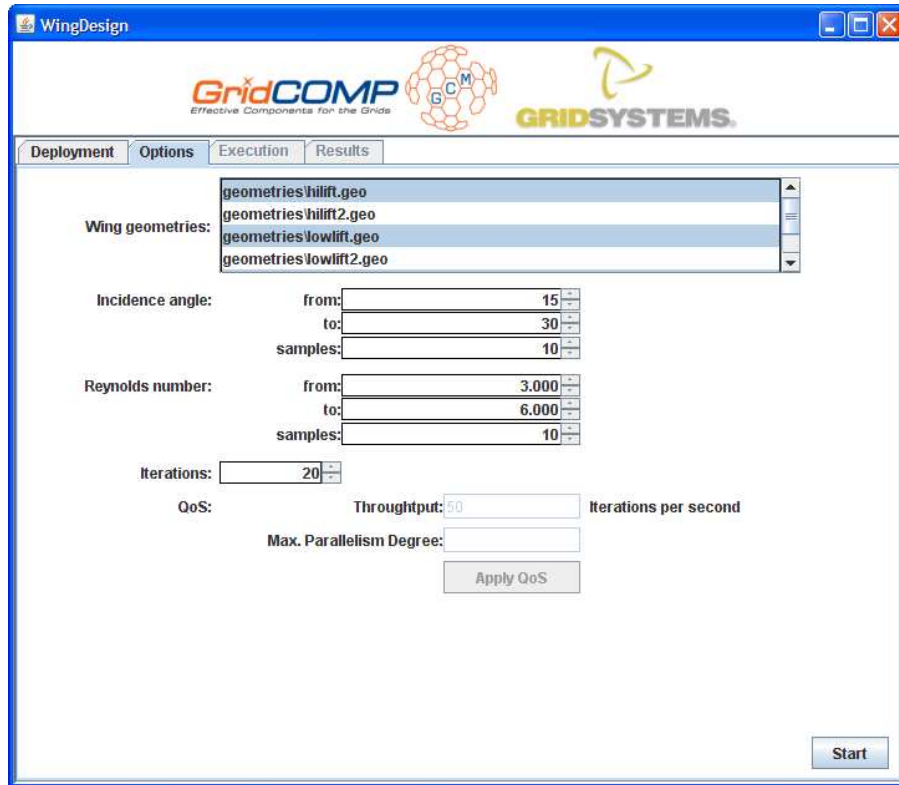 WingDesign
GridCOMP
Effective Components for the Grids
GCM
GRIDSYSTEMS.
Deployment Options Execution Results
Wing geometries:
geometries\hilift.geo
geometries\hilift2.geo
geometries\lowlift.geo
geometries\lowlift2.geo
Incidence angle: from: 15
to: 30
samples: 10
Reynolds number: from: 3.000
to: 6.000
samples: 10
Iterations: 20
QoS: Throughtput: 50 Iterations per second
Max. Parallelism Degree:
Apply QoS
Start